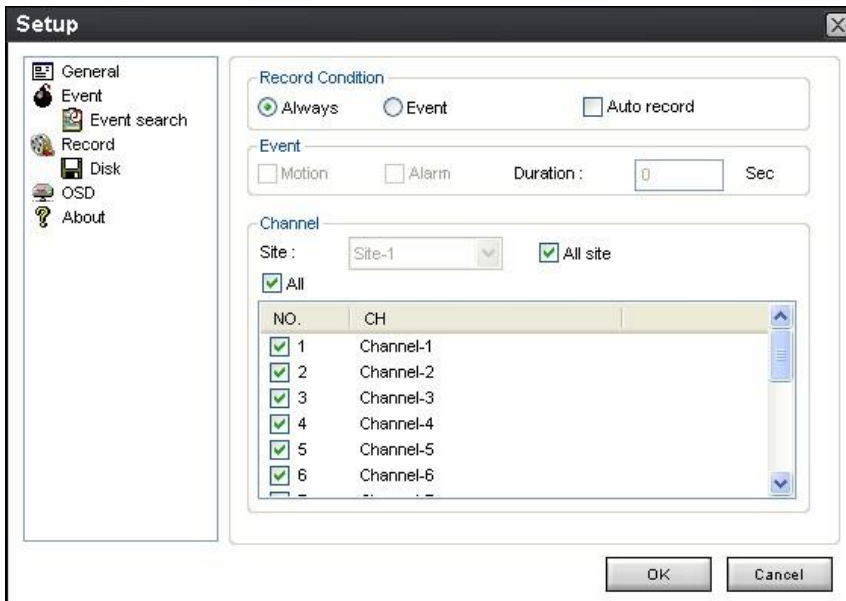 Setup
General
Event
Event search
Record
Disk
OSD
About
Record Condition
Always Event Auto record
Event
Motion Alarm Duration : 0 Sec
Channel
Site : Site-1 All site
All
NO. CH
1 Channel-1
2 Channel-2
3 Channel-3
4 Channel-4
5 Channel-5
6 Channel-6
OK Cancel